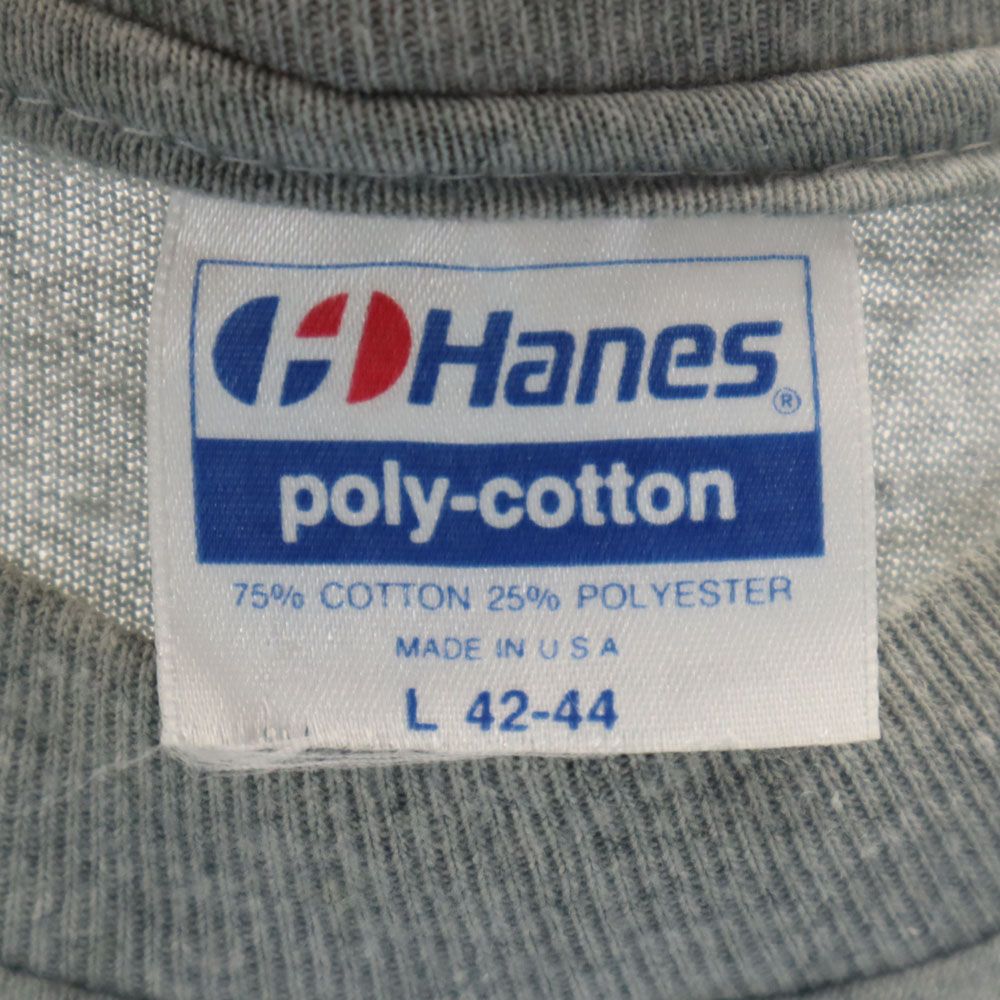 Hanes®
poly-cotton
75% COTTON 25% POLYESTER
MADE IN U S A
L 42-44